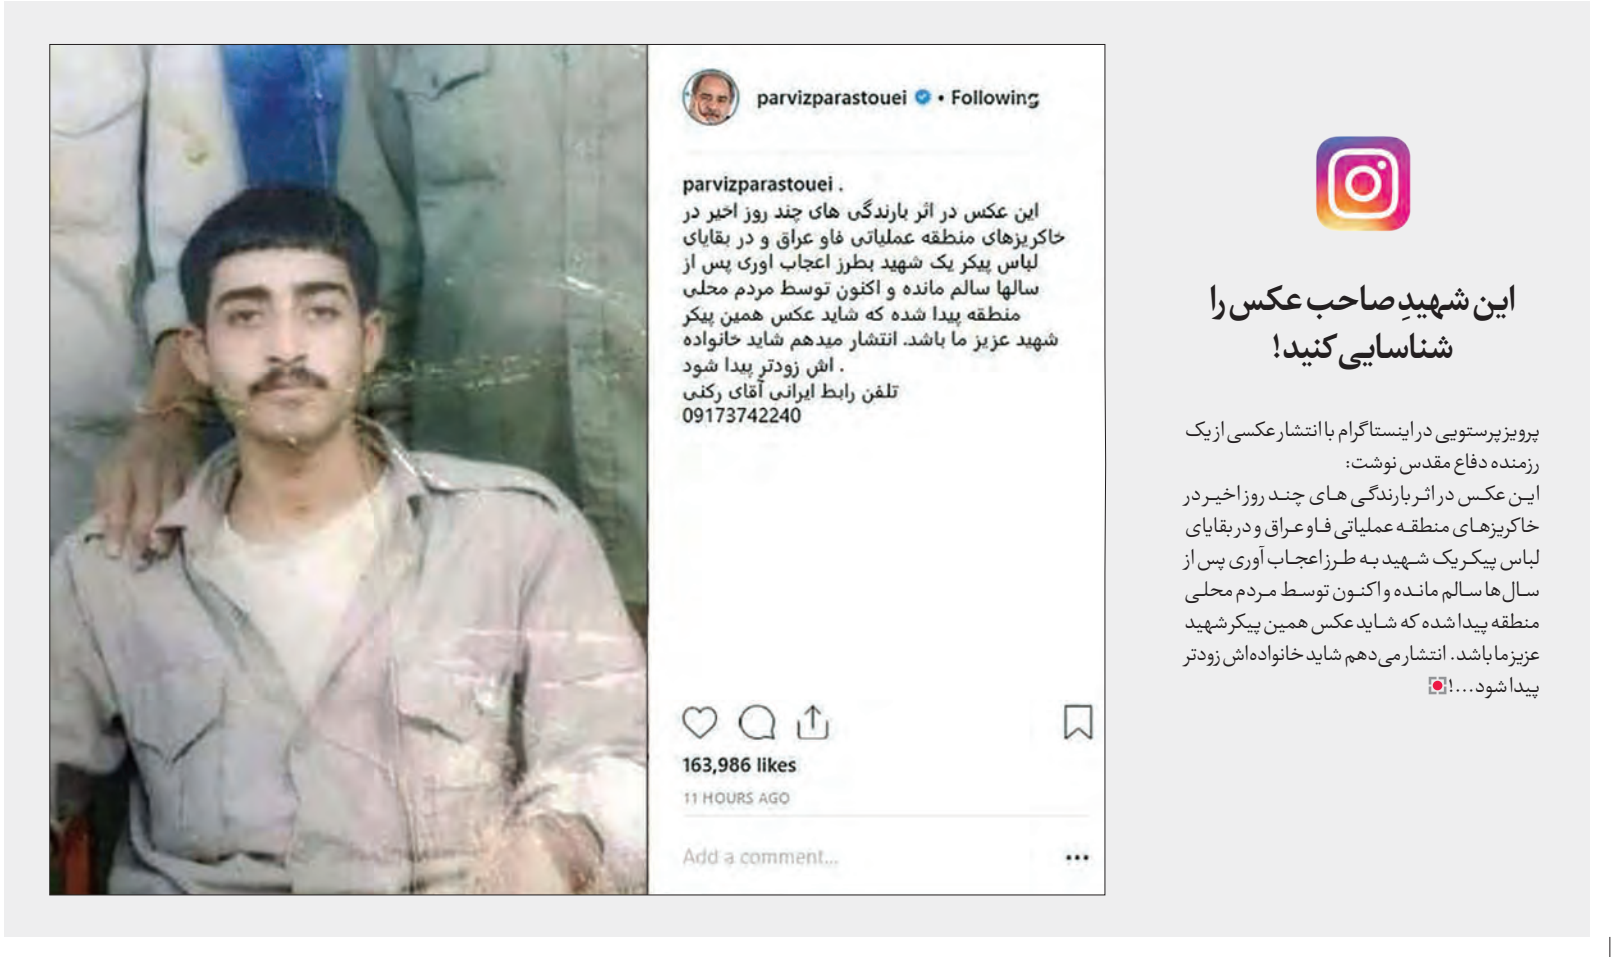 parvizparastouei • Following
parvizparastouei .
این عکس در اثر بارندگی های چند روز اخیر در
خاکریزهای منطقه عملیاتی فاو عراق و در بقایای
لباس پیکر یک شهید بطرز اعجاب اوری پس از
سالها سالم مانده و اکنون توسط مردم محلی
منطقه پیدا شده که شاید عکس همین پیکر
شهید عزیز ما باشد. انتشار میدهم شاید خانواده
اش زودتر پیدا شود .
تلفن رابط ایرانی آقای رکنی
09173742240
163,986 likes
11 HOURS AGO
Add a comment...
این شهیدِ صاحب عکس را
شناسایی کنید!
پرویز پرستویی در اینستاگرام با انتشار عکسی از یک
رزمنده دفاع مقدس نوشت:
این عکس در اثر بارندگی های چند روز اخیر در
خاکریزهای منطقه عملیاتی فاو عراق و در بقایای
لباس پیکر یک شهید به طرز اعجاب آوری پس از
سال‌ها سالم مانده و اکنون توسط مردم محلی
منطقه پیدا شده که شاید عکس همین پیکر شهید
عزیز ما باشد. انتشار می‌دهم شاید خانواده‌اش زودتر
پیدا شود...!